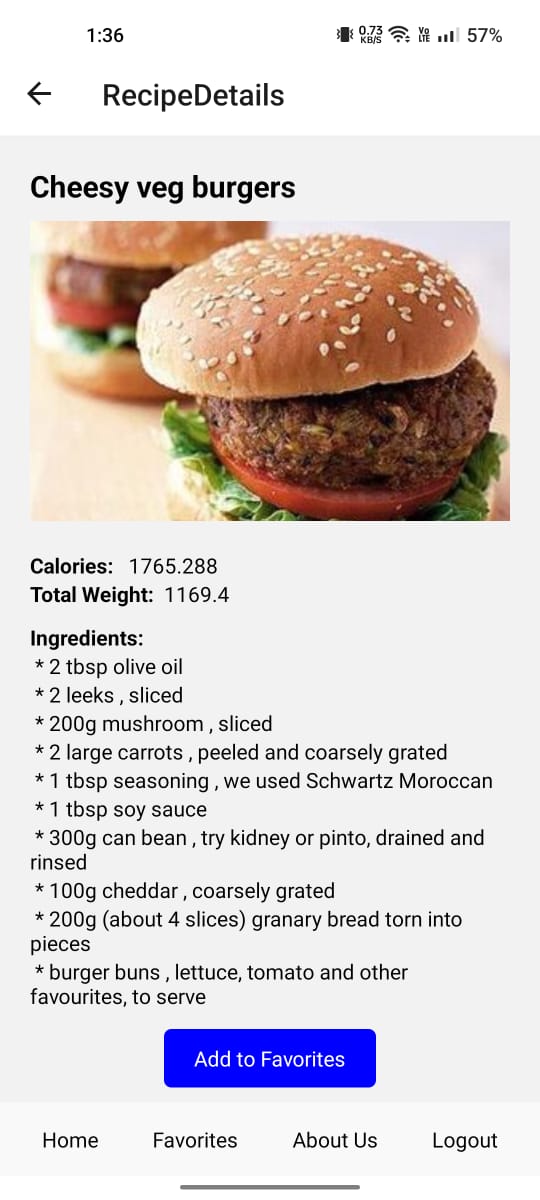 1:36
0.73 KB/S Vo LTE 57%
RecipeDetails
Cheesy veg burgers
Calories: 1765.288
Total Weight: 1169.4
Ingredients:
* 2 tbsp olive oil
* 2 leeks , sliced
* 200g mushroom , sliced
* 2 large carrots , peeled and coarsely grated
* 1 tbsp seasoning , we used Schwartz Moroccan
* 1 tbsp soy sauce
* 300g can bean , try kidney or pinto, drained and
rinsed
* 100g cheddar , coarsely grated
* 200g (about 4 slices) granary bread torn into
pieces
* burger buns , lettuce, tomato and other
favourites, to serve
Add to Favorites
Home Favorites About Us Logout